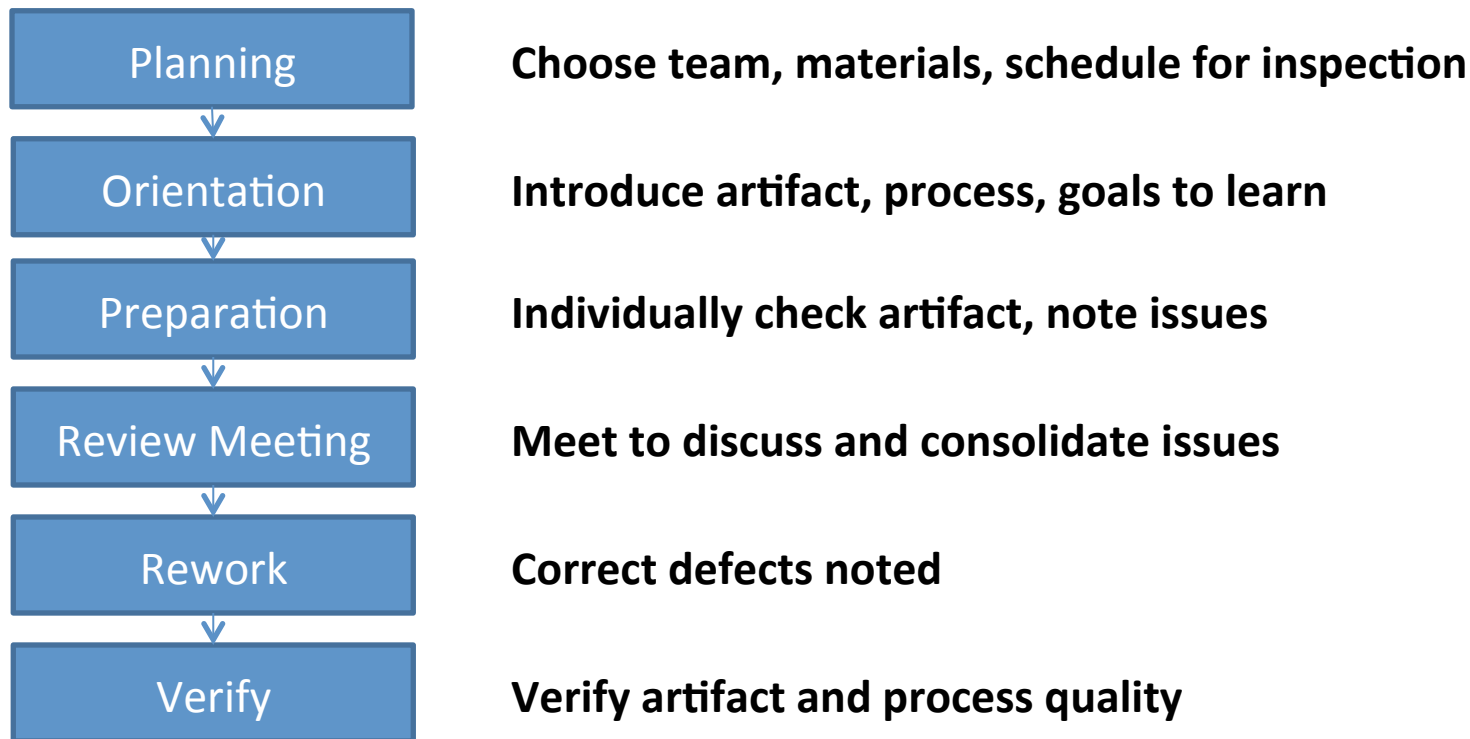 Planning
Choose team, materials, schedule for inspection
Orientation
Introduce artifact, process, goals to learn
Preparation
Individually check artifact, note issues
Review Meeting
Meet to discuss and consolidate issues
Rework
Correct defects noted
Verify
Verify artifact and process quality